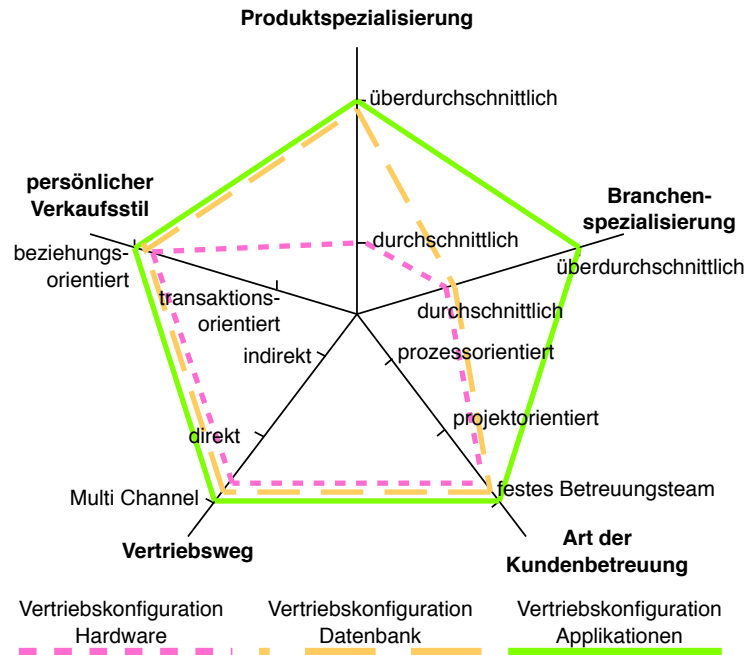 Produktspezialisierung
überdurchschnittlich
persönlicher
Verkaufsstil
Branchen-
spezialisierung
beziehungs-
orientiert
durchschnittlich
überdurchschnittlich
transaktions-
orientiert
durchschnittlich
indirekt
prozessorientiert
direkt
projektorientiert
Multi Channel
festes Betreuungsteam
Vertriebsweg
Art der
Kundenbetreuung
Vertriebskonfiguration
Hardware
Vertriebskonfiguration
Datenbank
Vertriebskonfiguration
Applikationen